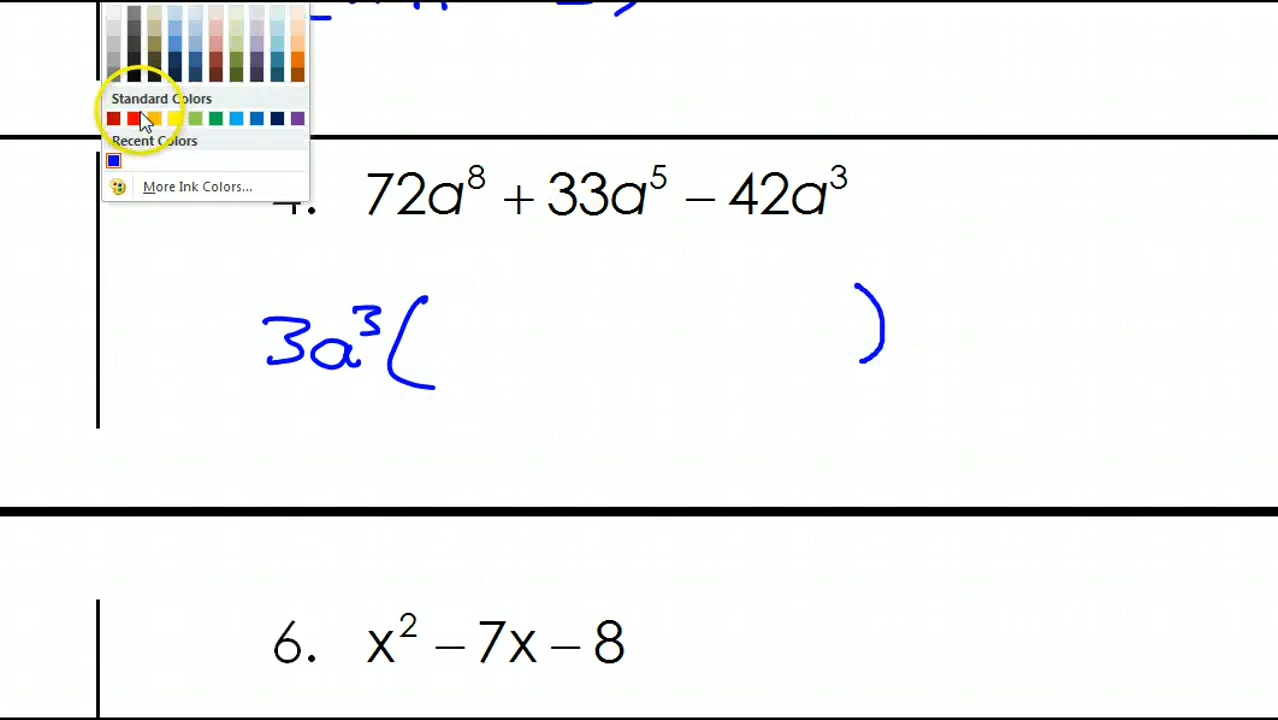 Standard Colors
Recent Colors
More Ink Colors...
4. 72a⁸ + 33a⁵ – 42a³
3a³( )
6. x² – 7x – 8